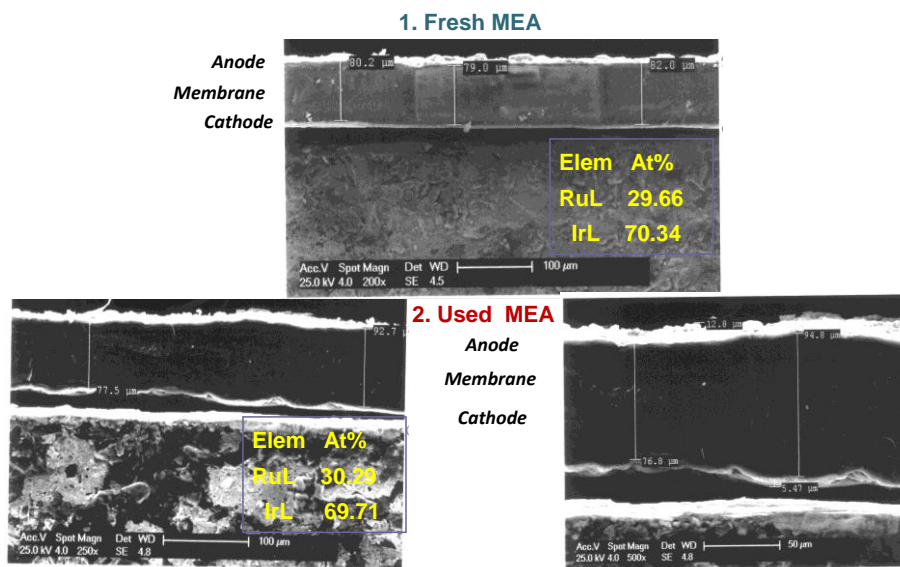 1. Fresh MEA
Anode
Membrane
Cathode
80.2 µm
79.0 µm
82.0 µm
Elem At%
RuL 29.66
IrL 70.34
Acc.V Spot Magn Det WD 100 µm
25.0 kV 4.0 200x SE 4.5
2. Used MEA
Anode
Membrane
Cathode
92.7 µ
77.5 µm
Elem At%
RuL 30.29
IrL 69.71
Acc.V Spot Magn Det WD 100 µm
25.0 kV 4.0 250x SE 4.8
12.8 µm
94.8 µm
76.8 µm
5.47 µm
Acc.V Spot Magn Det WD 50 µm
25.0 kV 4.0 500x SE 4.8